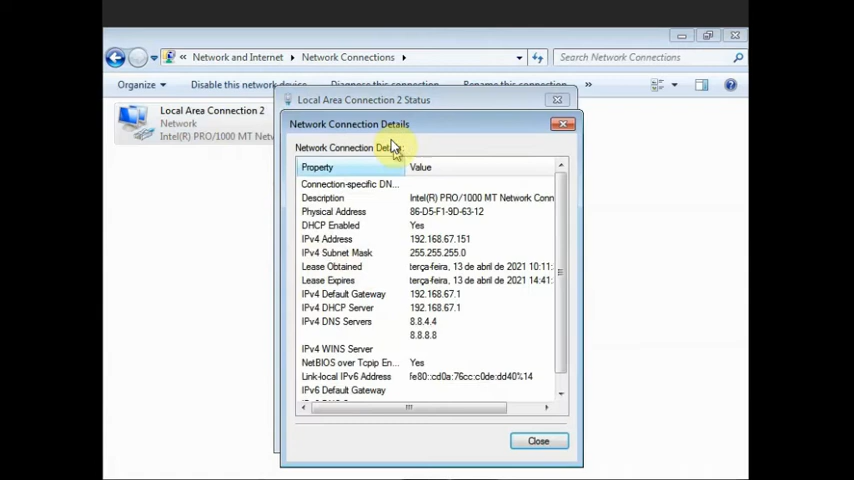 « Network and Internet Network Connections Search Network Connections
Organize Disable this network device Diagnose this connection Rename this connection »
Local Area Connection 2
Network
Intel(R) PRO/1000 MT Netw
Local Area Connection 2 Status
Network Connection Details
Network Connection Details:
Property Value
Connection-specific DN...
Description Intel(R) PRO/1000 MT Network Conn
Physical Address 86-D5-F1-9D-63-12
DHCP Enabled Yes
IPv4 Address 192.168.67.151
IPv4 Subnet Mask 255.255.255.0
Lease Obtained terça-feira, 13 de abril de 2021 10:11:
Lease Expires terça-feira, 13 de abril de 2021 14:41:
IPv4 Default Gateway 192.168.67.1
IPv4 DHCP Server 192.168.67.1
IPv4 DNS Servers 8.8.4.4
8.8.8.8
IPv4 WINS Server
NetBIOS over Tcpip En... Yes
Link-local IPv6 Address fe80::cd0a:76cc:c0de:dd40%14
IPv6 Default Gateway
Close